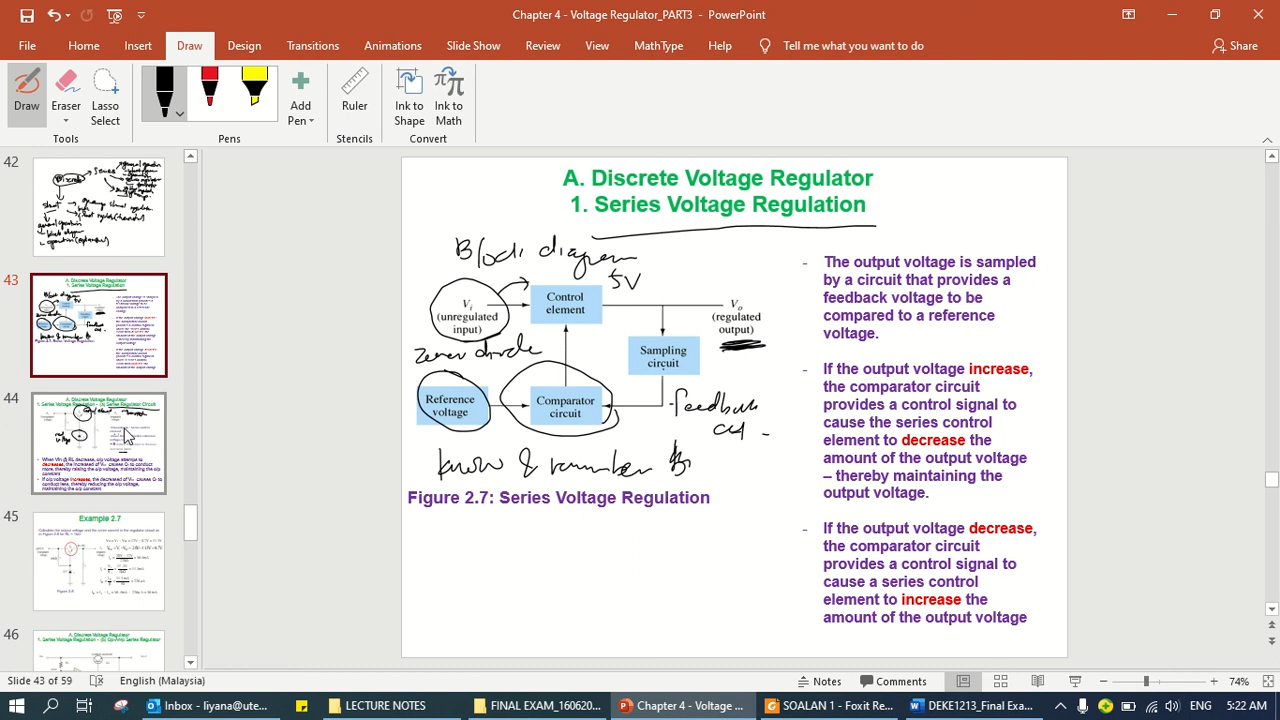 Chapter 4 - Voltage Regulator_PART3 - PowerPoint
File Home Insert Draw Design Transitions Animations Slide Show Review View MathType Help Tell me what you want to do Share
Draw Eraser Lasso Select Add Pen Ruler Ink to Shape Ink to Math
Tools Pens Stencils Convert
42
43
44
45
Example 2.7
46
A. Discrete Voltage Regulator
1. Series Voltage Regulation
Block diagram
Vi
(unregulated
input)
Control
element
Vo
(regulated
output)
Sampling
circuit
zener diode
Reference
voltage
Comparator
circuit
Feedback
know & remember
Figure 2.7: Series Voltage Regulation
- The output voltage is sampled
by a circuit that provides a
feedback voltage to be
compared to a reference
voltage.
- If the output voltage increase,
the comparator circuit
provides a control signal to
cause the series control
element to decrease the
amount of the output voltage
– thereby maintaining the
output voltage.
- If the output voltage decrease,
the comparator circuit
provides a control signal to
cause a series control
element to increase the
amount of the output voltage
Slide 43 of 59 English (Malaysia) Notes Comments 74%
Inbox - liyana@ute... LECTURE NOTES FINAL EXAM_160620... Chapter 4 - Voltage ... SOALAN 1 - Foxit Re... DEKE1213_Final Exa... 5:22 AM